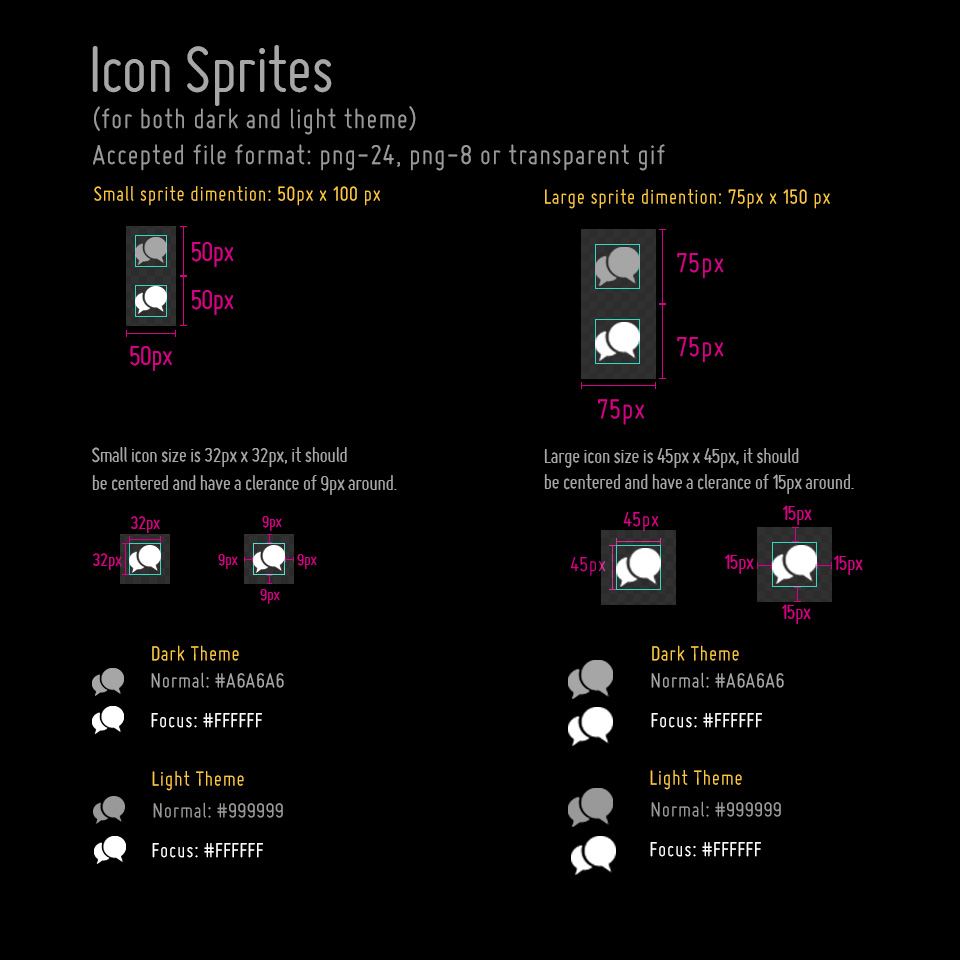 Icon Sprites
(for both dark and light theme)
Accepted file format: png-24, png-8 or transparent gif
Small sprite dimention: 50px x 100 px
50px
50px
50px
Small icon size is 32px x 32px, it should
be centered and have a clerance of 9px around.
32px
32px
9px
9px
9px
9px
Dark Theme
Normal: #A6A6A6
Focus: #FFFFFF
Light Theme
Normal: #999999
Focus: #FFFFFF
Large sprite dimention: 75px x 150 px
75px
75px
75px
Large icon size is 45px x 45px, it should
be centered and have a clerance of 15px around.
45px
45px
15px
15px
15px
15px
Dark Theme
Normal: #A6A6A6
Focus: #FFFFFF
Light Theme
Normal: #999999
Focus: #FFFFFF